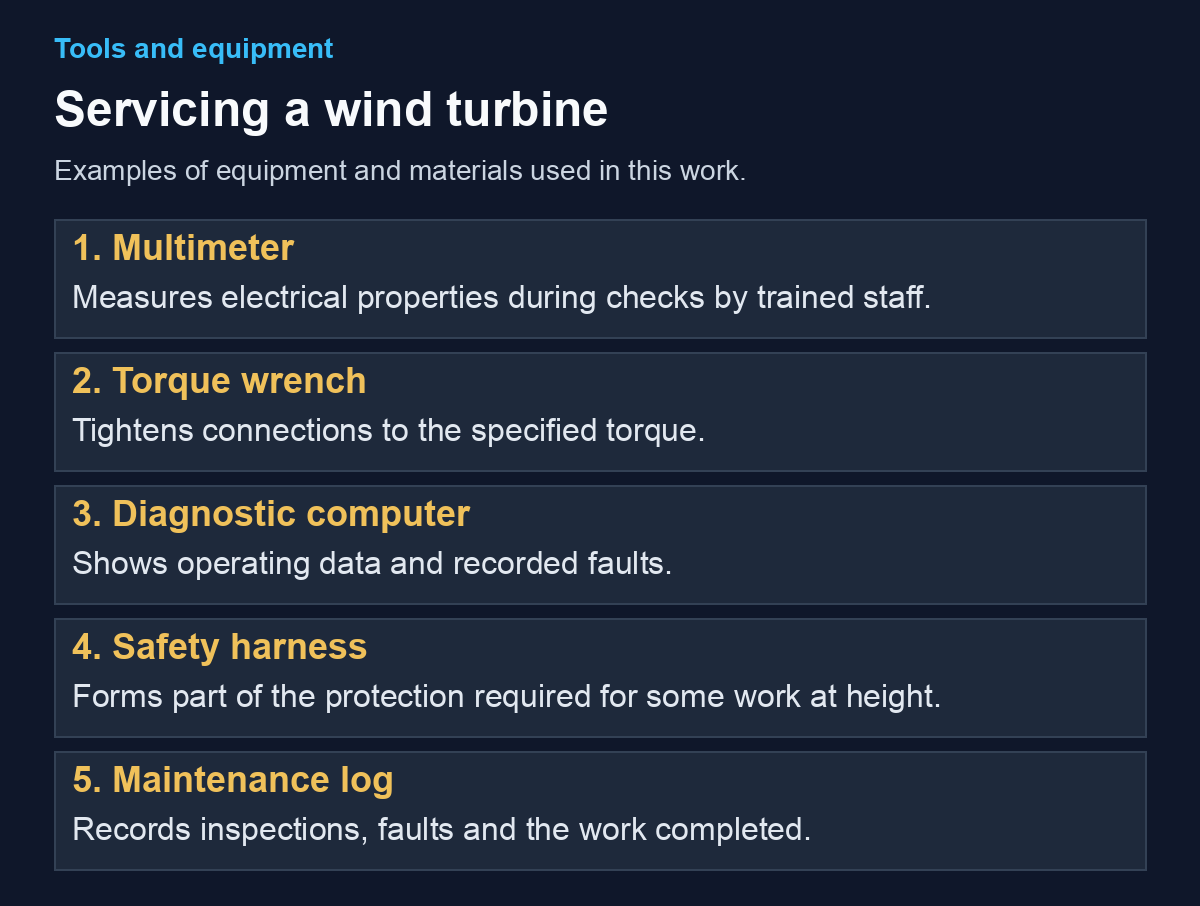 Tools and equipment
Servicing a wind turbine
Examples of equipment and materials used in this work.
1. Multimeter
Measures electrical properties during checks by trained staff.
2. Torque wrench
Tightens connections to the specified torque.
3. Diagnostic computer
Shows operating data and recorded faults.
4. Safety harness
Forms part of the protection required for some work at height.
5. Maintenance log
Records inspections, faults and the work completed.